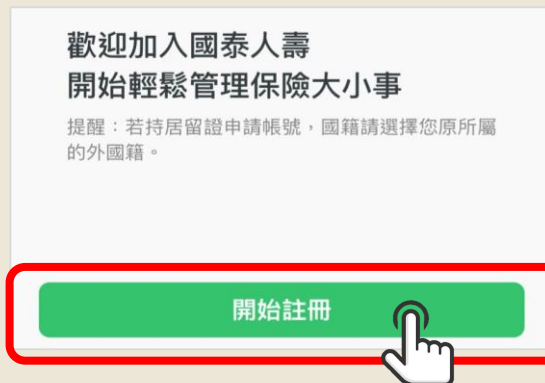 歡迎加入國泰人壽
開始輕鬆管理保險大小事
提醒：若持居留證申請帳號，國籍請選擇您原所屬
的外國籍。
開始註冊